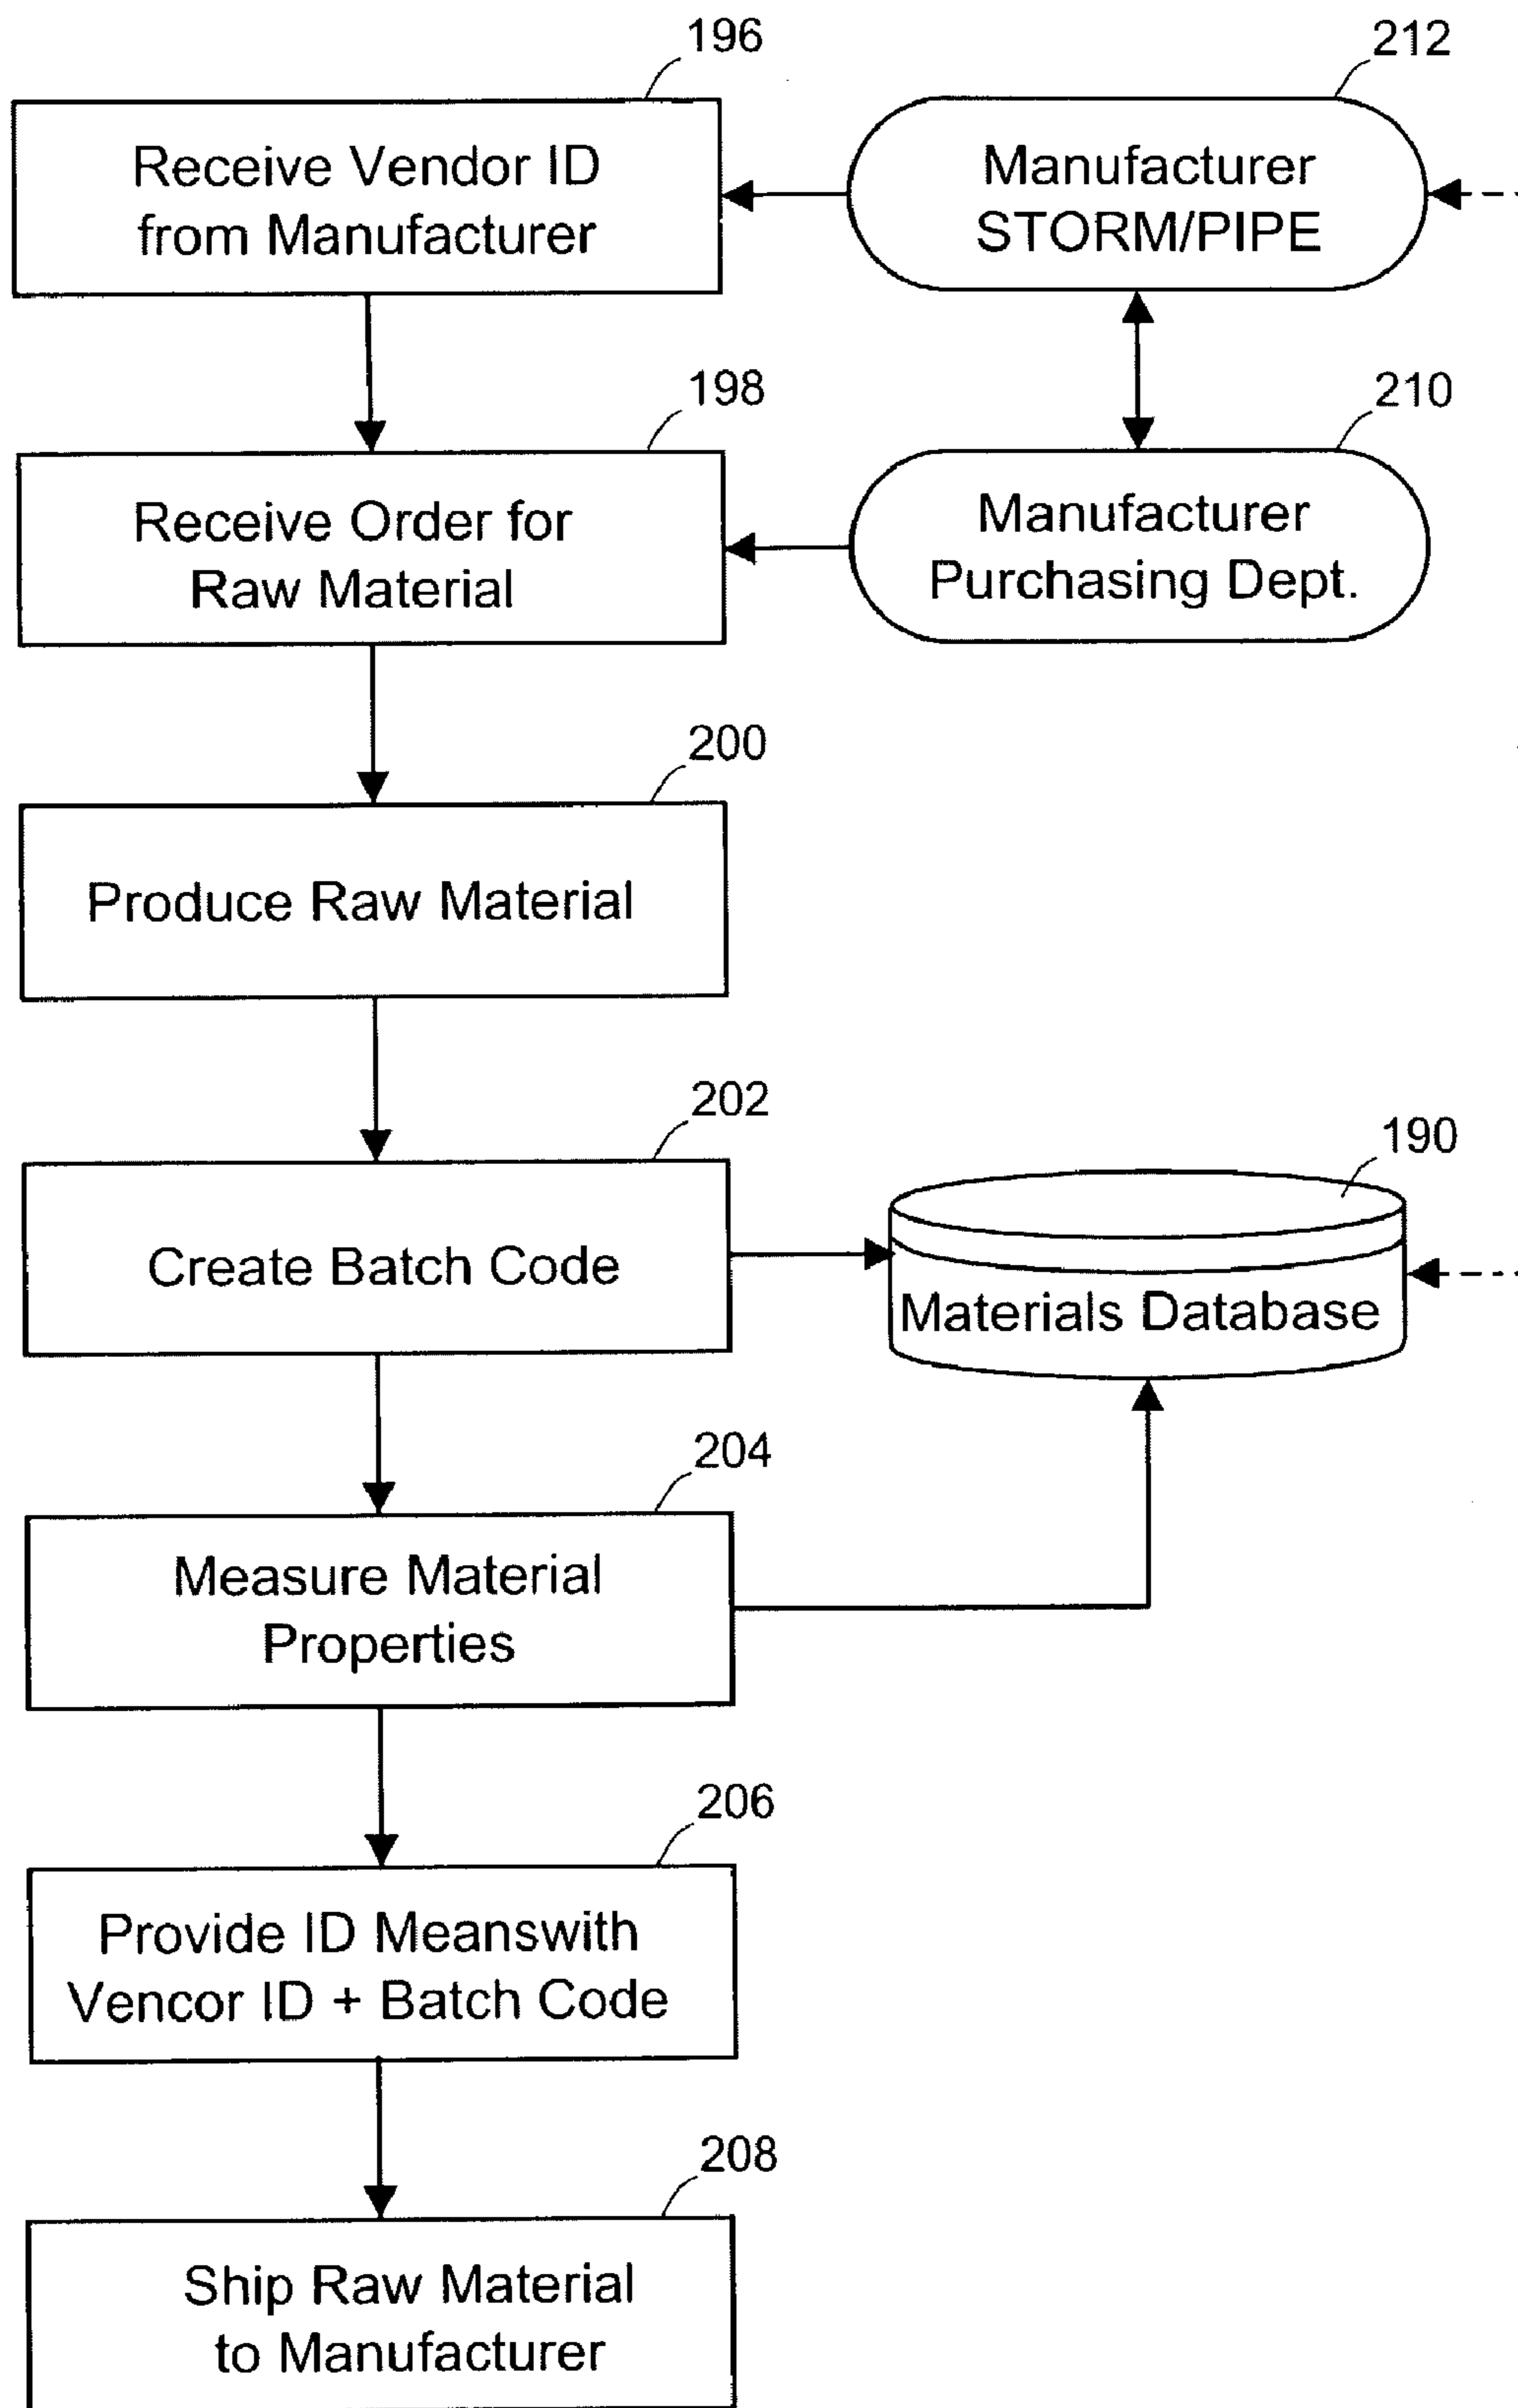 196
212
Receive Vendor ID
from Manufacturer
Manufacturer
STORM/PIPE
198
210
Receive Order for
Raw Material
Manufacturer
Purchasing Dept.
200
Produce Raw Material
202
190
Create Batch Code
Materials Database
204
Measure Material
Properties
206
Provide ID Meanswith
Vencor ID + Batch Code
208
Ship Raw Material
to Manufacturer